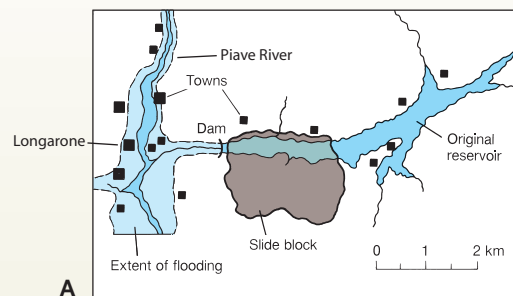 Piave River
Towns
Dam
Longarone
Original
reservoir
Slide block
Extent of flooding
0 1 2 km
A